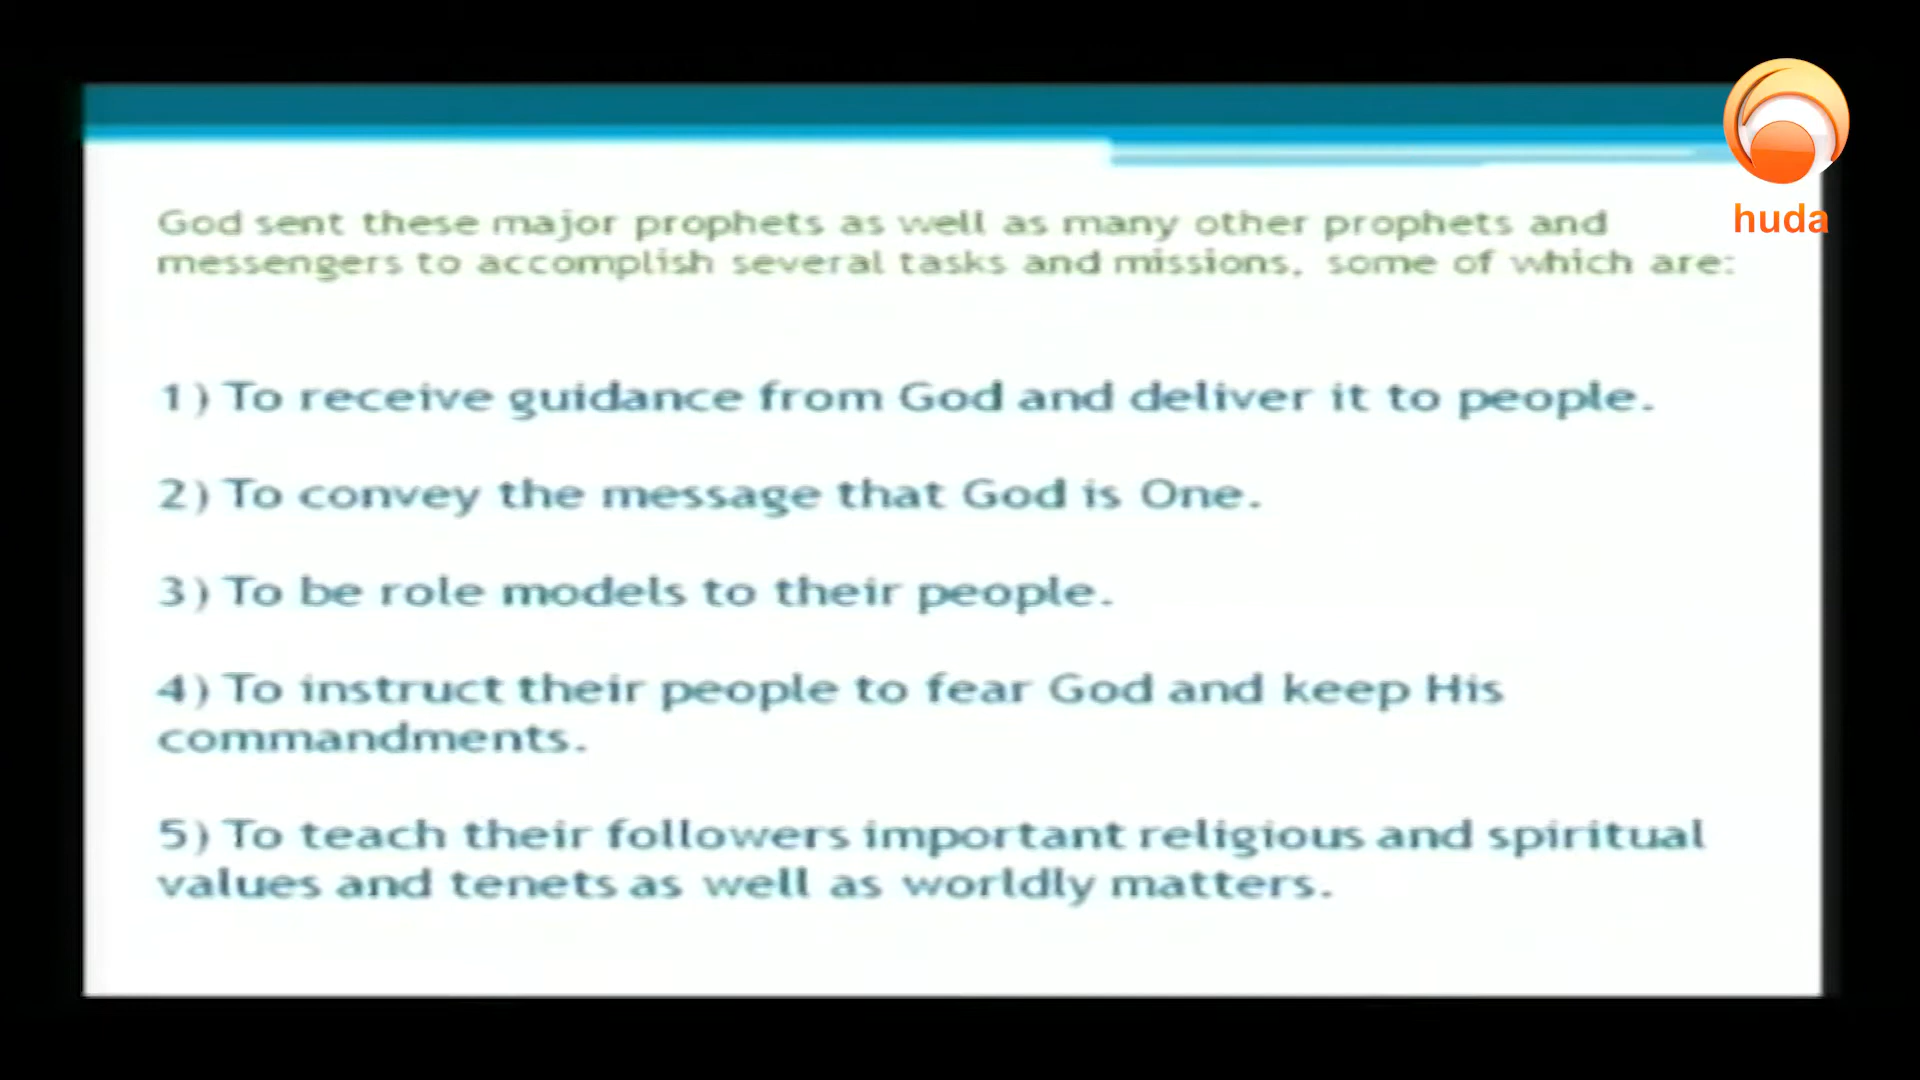 huda
God sent these major prophets as well as many other prophets and
messengers to accomplish several tasks and missions, some of which are:
1) To receive guidance from God and deliver it to people.
2) To convey the message that God is One.
3) To be role models to their people.
4) To instruct their people to fear God and keep His
commandments.
5) To teach their followers important religious and spiritual
values and tenets as well as worldly matters.